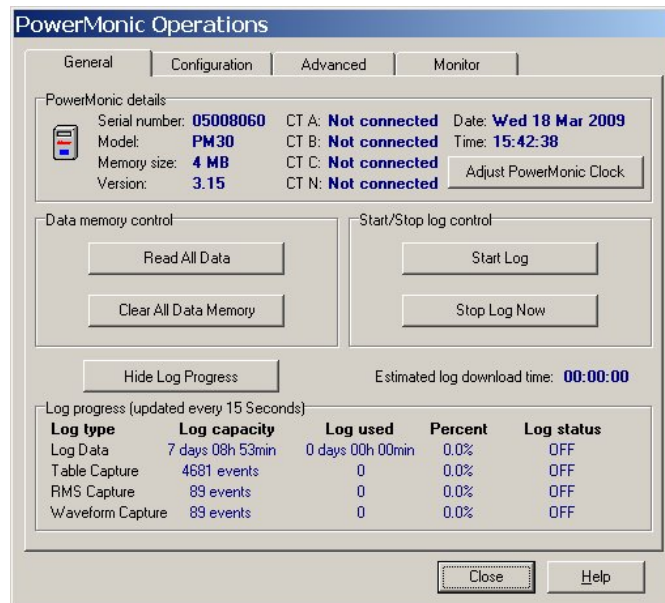 PowerMonic Operations
General Configuration Advanced Monitor
PowerMonic details
Serial number: 05008060 CT A: Not connected Date: Wed 18 Mar 2009
Model: PM30 CT B: Not connected Time: 15:42:38
Memory size: 4 MB CT C: Not connected
Version: 3.15 CT N: Not connected
Adjust PowerMonic Clock
Data memory control
Read All Data
Clear All Data Memory
Start/Stop log control
Start Log
Stop Log Now
Hide Log Progress Estimated log download time: 00:00:00
Log progress (updated every 15 Seconds)
Log type Log capacity Log used Percent Log status
Log Data 7 days 08h 53min 0 days 00h 00min 0.0% OFF
Table Capture 4681 events 0 0.0% OFF
RMS Capture 89 events 0 0.0% OFF
Waveform Capture 89 events 0 0.0% OFF
Close Help